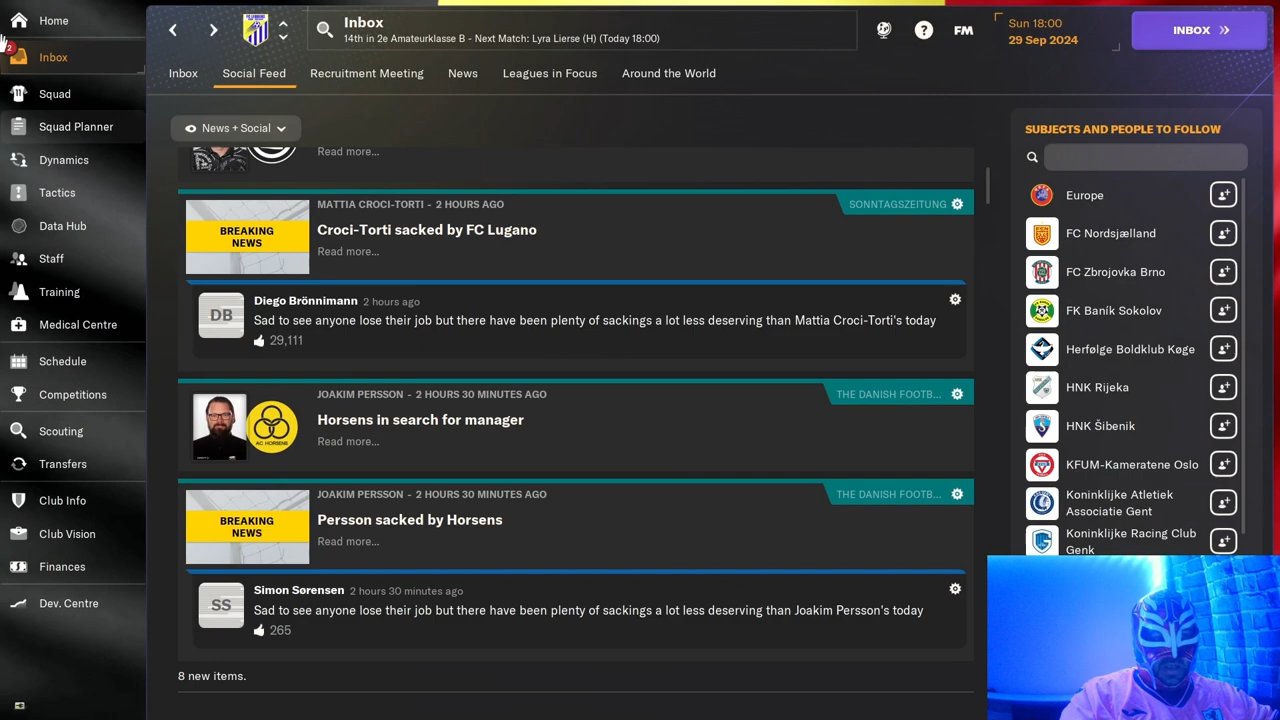 Home
2
Inbox
Squad
Squad Planner
Dynamics
Tactics
Data Hub
Staff
Training
Medical Centre
Schedule
Competitions
Scouting
Transfers
Club Info
Club Vision
Finances
Dev. Centre
Inbox
14th in 2e Amateurklasse B - Next Match: Lyra Lierse (H) (Today 18:00)
?
FM
Sun 18:00
29 Sep 2024
INBOX
Inbox
Social Feed
Recruitment Meeting
News
Leagues in Focus
Around the World
News + Social
Read more...
MATTIA CROCI-TORTI - 2 HOURS AGO
SONNTAGSZEITUNG
BREAKING
NEWS
Croci-Torti sacked by FC Lugano
Read more...
DB
Diego Brönnimann 2 hours ago
Sad to see anyone lose their job but there have been plenty of sackings a lot less deserving than Mattia Croci-Torti's today
29,111
JOAKIM PERSSON - 2 HOURS 30 MINUTES AGO
THE DANISH FOOTB...
AC HORSENS
Horsens in search for manager
Read more...
JOAKIM PERSSON - 2 HOURS 30 MINUTES AGO
THE DANISH FOOTB...
BREAKING
NEWS
Persson sacked by Horsens
Read more...
SS
Simon Sørensen 2 hours 30 minutes ago
Sad to see anyone lose their job but there have been plenty of sackings a lot less deserving than Joakim Persson's today
265
8 new items.
SUBJECTS AND PEOPLE TO FOLLOW
Europe
FC Nordsjælland
FC Zbrojovka Brno
FK Baník Sokolov
Herfølge Boldklub Køge
HNK Rijeka
HNK Šibenik
KFUM-Kameratene Oslo
Koninklijke Atletiek
Associatie Gent
Koninklijke Racing Club
Genk